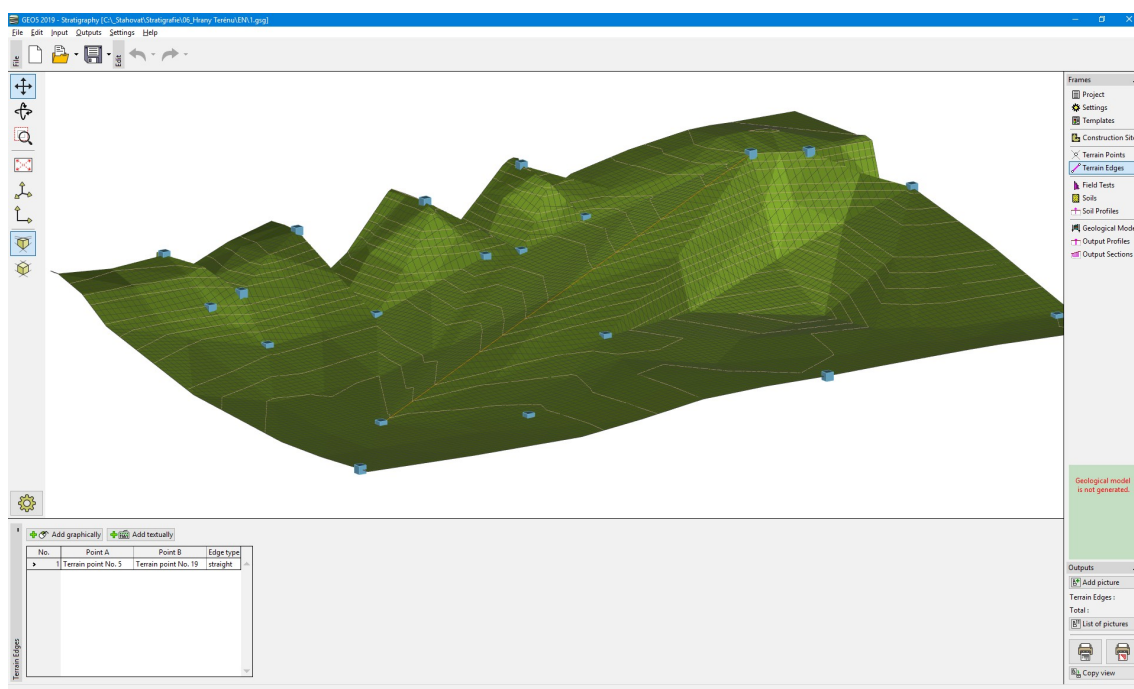 GEO5 2019 - Stratigraphy [C:\_Stahovat\Stratigrafie\06_Hrany Terénu\EN\1.gsg]
File Edit Input Outputs Settings Help
File
Edit
Frames
Project
Settings
Templates
Construction Site
Terrain Points
Terrain Edges
Field Tests
Soils
Soil Profiles
Geological Mode
Output Profiles
Output Sections
Geological model
is not generated.
Add graphically Add textually
No. Point A Point B Edge type
1 Terrain point No. 5 Terrain point No. 19 straight
Terrain Edges
Outputs
Add picture
Terrain Edges :
Total :
List of pictures
Copy view